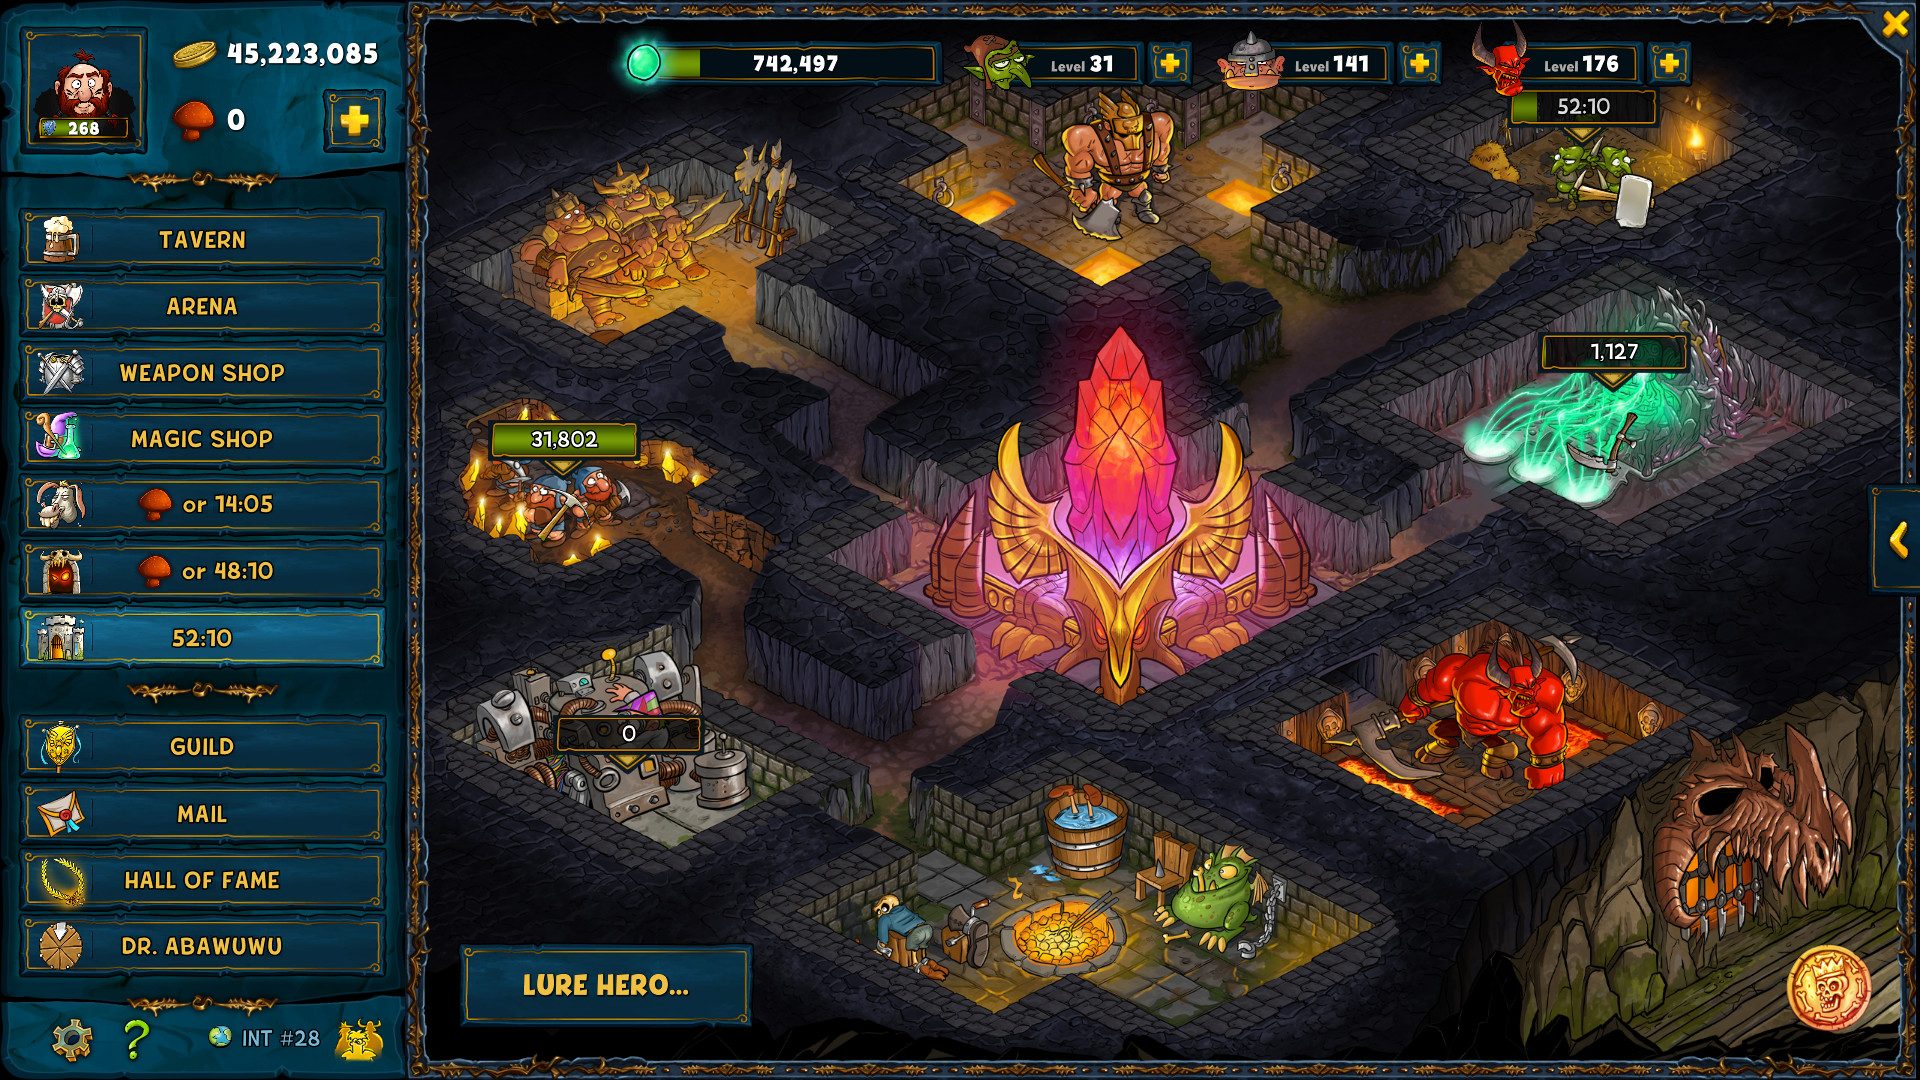 45,223,085
268
0
TAVERN
ARENA
WEAPON SHOP
MAGIC SHOP
or 14:05
or 48:10
52:10
GUILD
MAIL
HALL OF FAME
DR. ABAWUWU
INT #28
742,497
Level 31
Level 141
Level 176
52:10
1,127
31,802
0
LURE HERO...